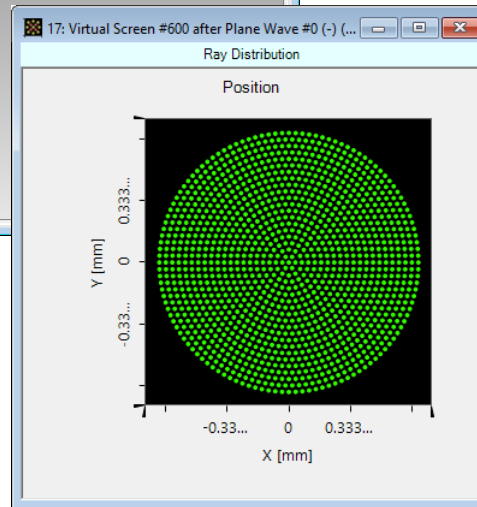 17: Virtual Screen #600 after Plane Wave #0 (-) (...
Ray Distribution
Position
0.333...
0
-0.33...
Y [mm]
-0.33...
0
0.333...
X [mm]